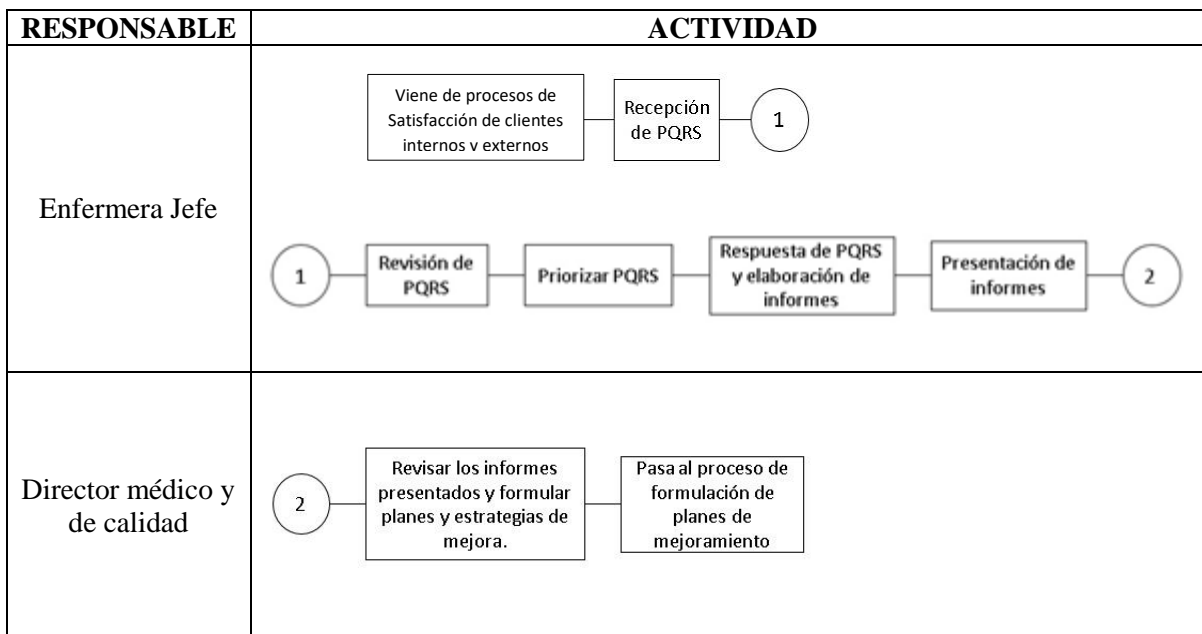 RESPONSABLE
ACTIVIDAD
Enfermera Jefe
Viene de procesos de
Satisfacción de clientes
internos y externos
Recepción
de PQRS
1
1
Revisión de
PQRS
Priorizar PQRS
Respuesta de PQRS
y elaboración de
informes
Presentación de
informes
2
Director médico y
de calidad
2
Revisar los informes
presentados y formular
planes y estrategias de
mejora.
Pasa al proceso de
formulación de
planes de
mejoramiento